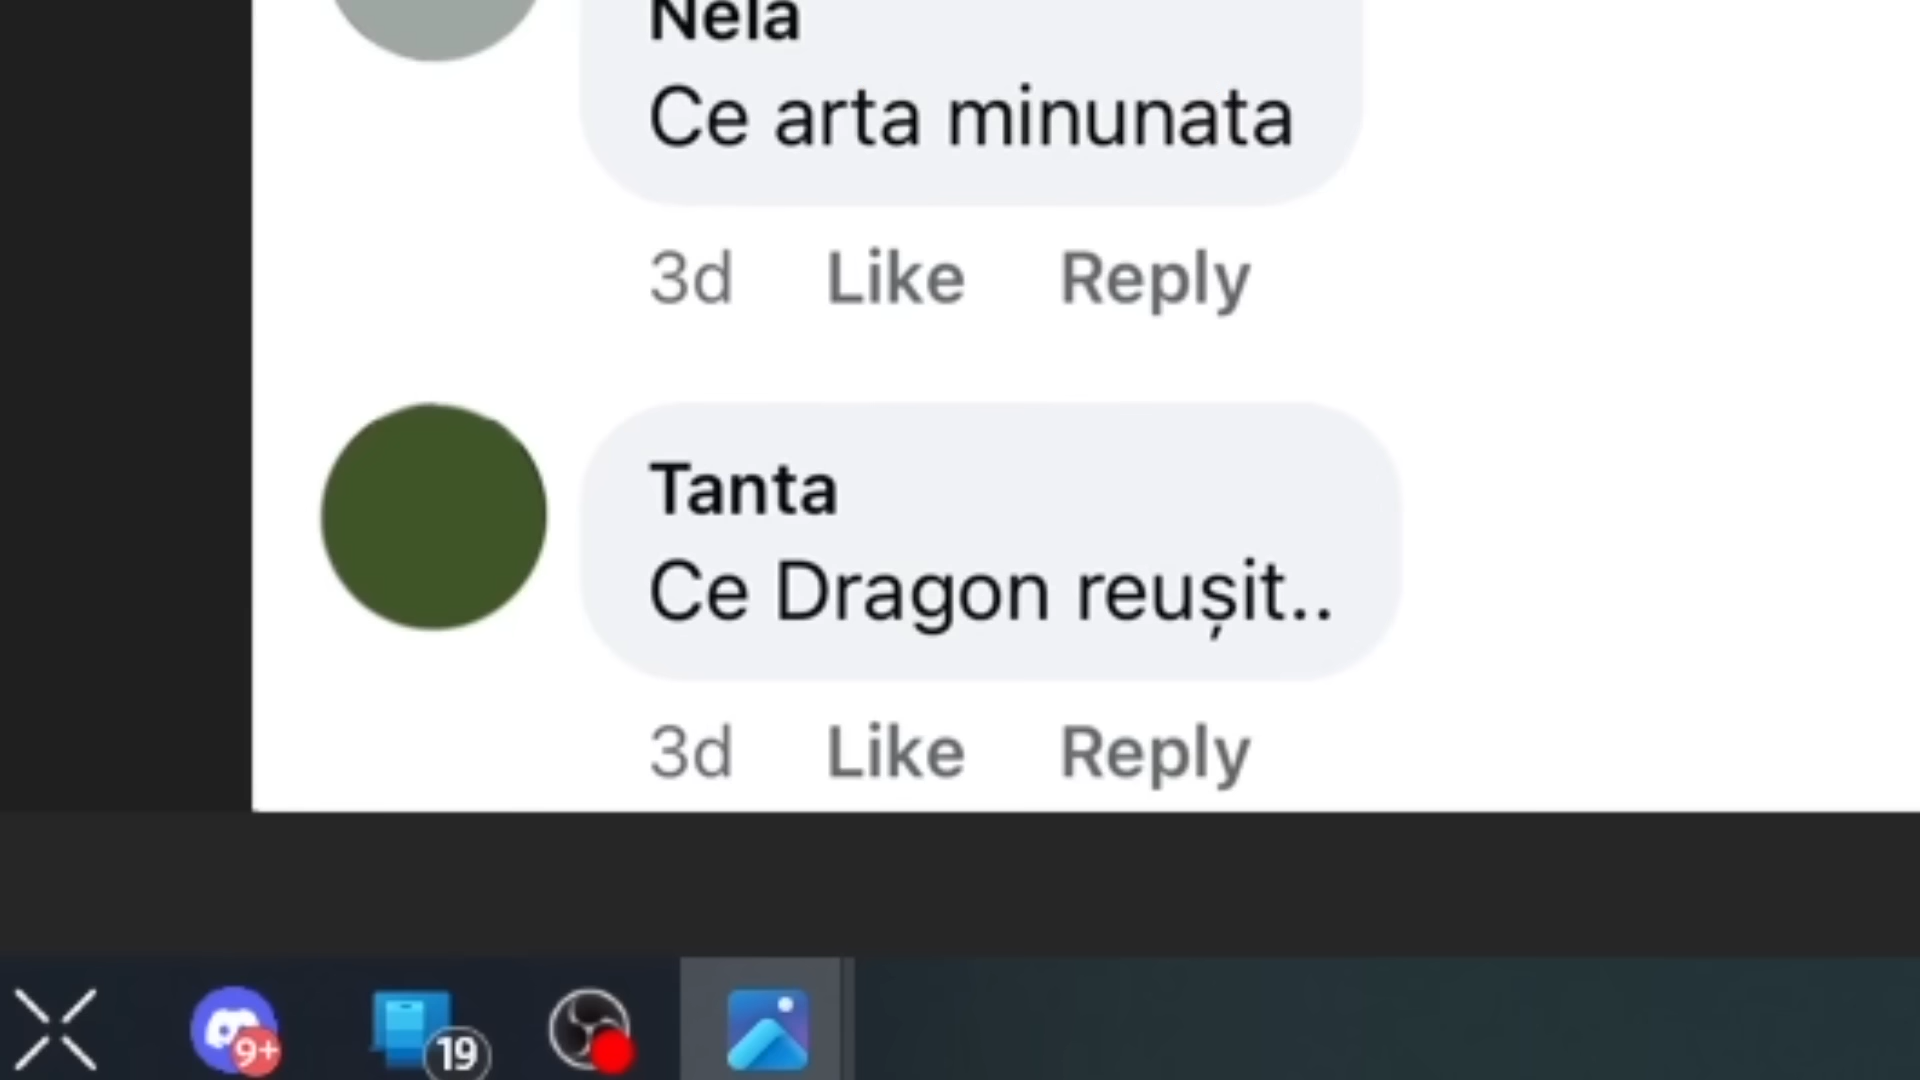 Nela
Ce arta minunata
3d Like Reply
Tanta
Ce Dragon reușit..
3d Like Reply
9+ 19